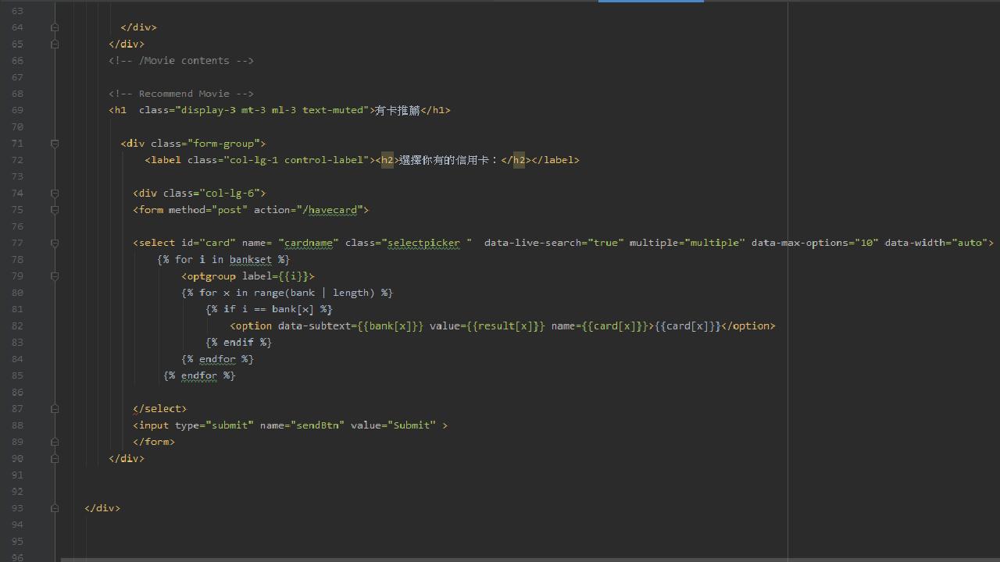 63
64 </div>
65 </div>
66 <!-- /Movie contents -->
67
68 <!-- Recommend Movie -->
69 <h1  class="display-3 mt-3 ml-3 text-muted">有卡推薦</h1>
70
71 <div class="form-group">
72 <label class="col-lg-1 control-label"><h2>選擇你有的信用卡：</h2></label>
73
74 <div class="col-lg-6">
75 <form method="post" action="/havecard">
76
77 <select id="card" name= "cardname" class="selectpicker "  data-live-search="true" multiple="multiple" data-max-options="10" data-width="auto">
78 {% for i in bankset %}
79 <optgroup label={{i}}>
80 {% for x in range(bank | length) %}
81 {% if i == bank[x] %}
82 <option data-subtext={{bank[x]}} value={{result[x]}} name={{card[x]}}>{{card[x]}}</option>
83 {% endif %}
84 {% endfor %}
85 {% endfor %}
86
87 </select>
88 <input type="submit" name="sendBtn" value="Submit" >
89 </form>
90 </div>
91
92
93 </div>
94
95
96